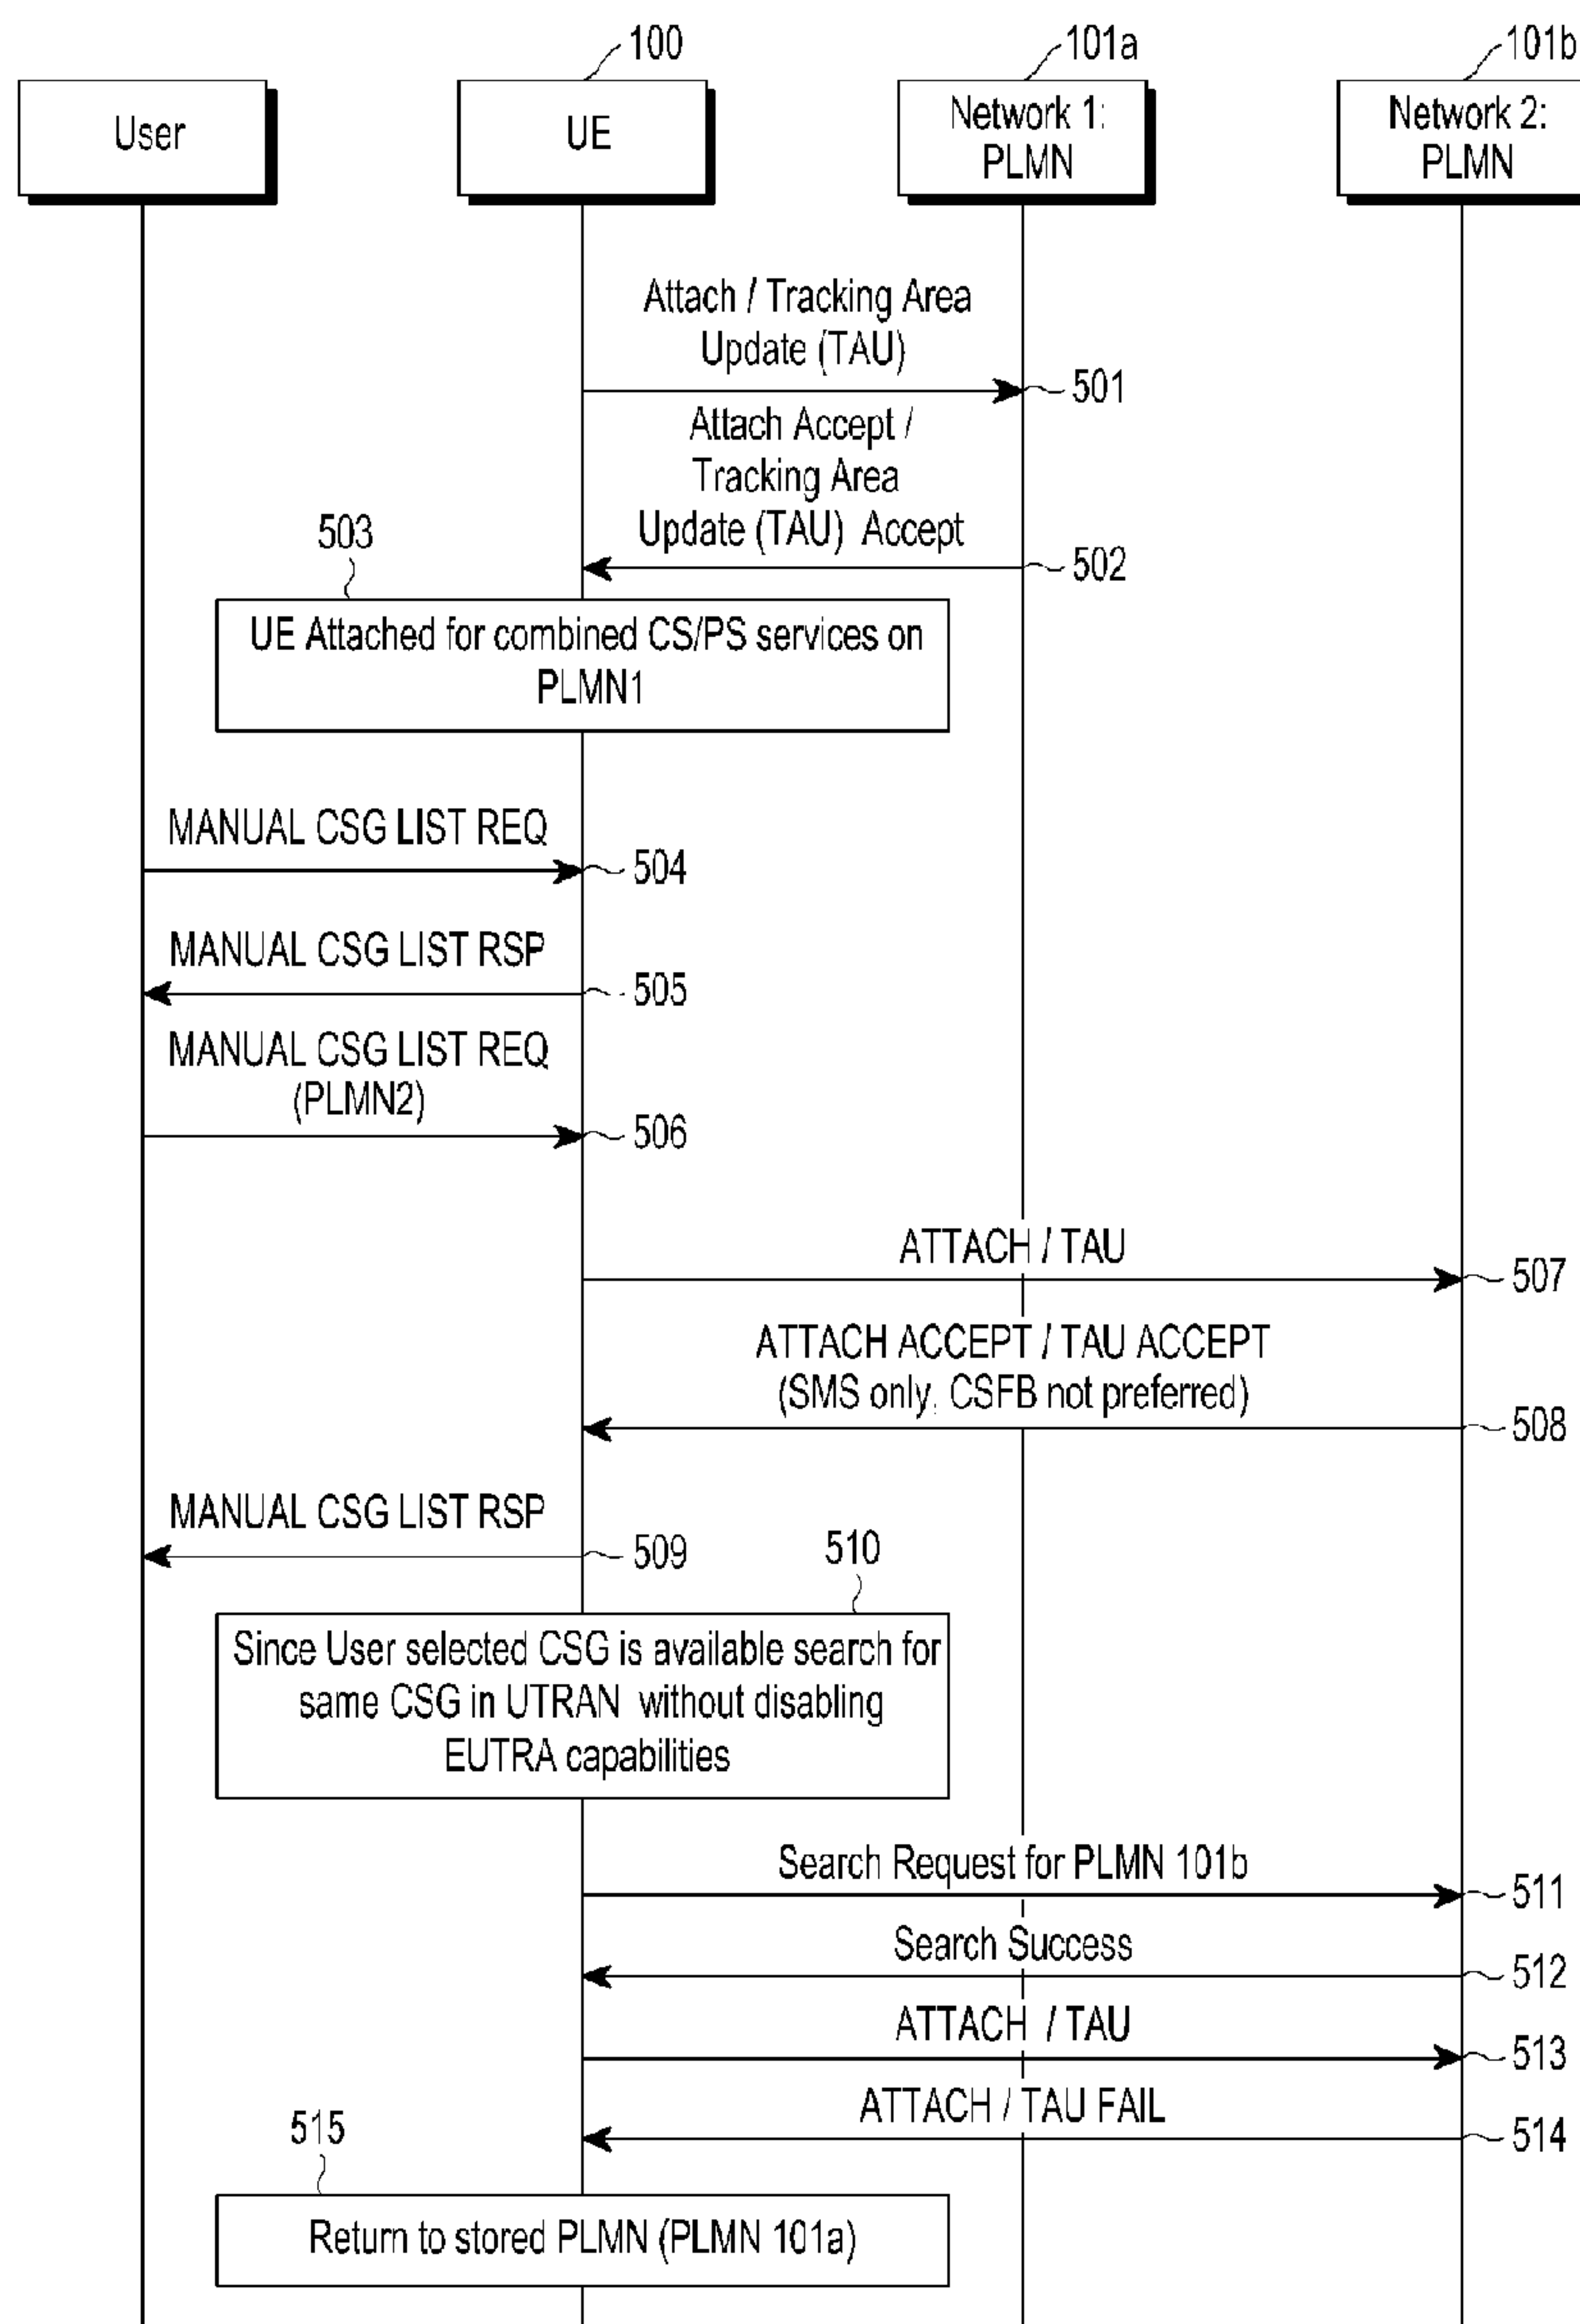 100
101a
101b
User
UE
Network 1:
PLMN
Network 2:
PLMN
Attach / Tracking Area
Update (TAU)
501
Attach Accept /
Tracking Area
Update (TAU) Accept
502
503
UE Attached for combined CS/PS services on
PLMN1
MANUAL CSG LIST REQ
504
MANUAL CSG LIST RSP
505
MANUAL CSG LIST REQ
(PLMN2)
506
ATTACH / TAU
507
ATTACH ACCEPT / TAU ACCEPT
(SMS only, CSFB not preferred)
508
MANUAL CSG LIST RSP
509
510
Since User selected CSG is available search for
same CSG in UTRAN without disabling
EUTRA capabilities
Search Request for PLMN 101b
511
Search Success
512
ATTACH / TAU
513
ATTACH / TAU FAIL
514
515
Return to stored PLMN (PLMN 101a)